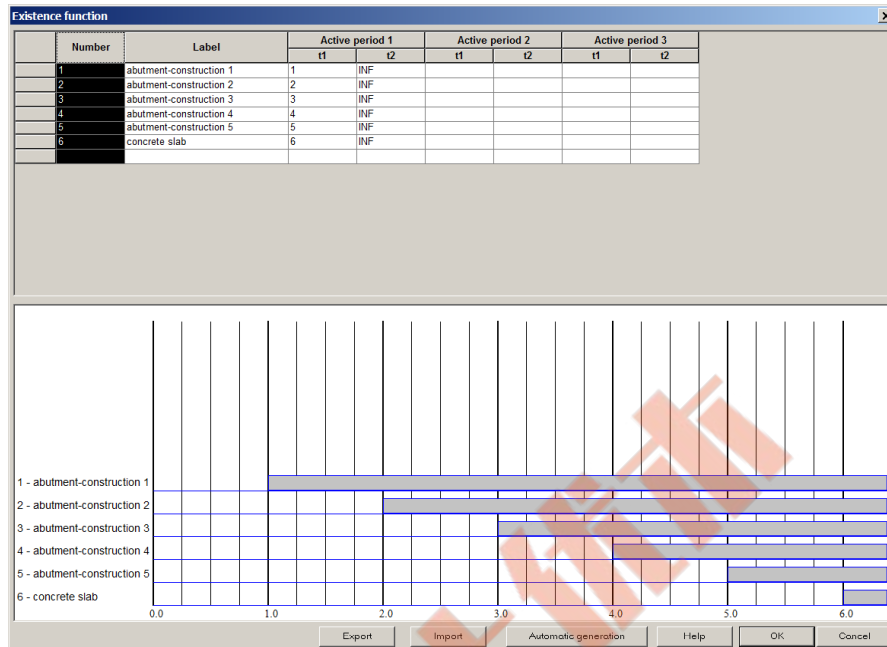 Existence function
Number Label Active period 1 Active period 2 Active period 3
t1 t2 t1 t2 t1 t2
1 abutment-construction 1 1 INF
2 abutment-construction 2 2 INF
3 abutment-construction 3 3 INF
4 abutment-construction 4 4 INF
5 abutment-construction 5 5 INF
6 concrete slab 6 INF
1 - abutment-construction 1
2 - abutment-construction 2
3 - abutment-construction 3
4 - abutment-construction 4
5 - abutment-construction 5
6 - concrete slab
0.0 1.0 2.0 3.0 4.0 5.0 6.0
Export Import Automatic generation Help OK Cancel